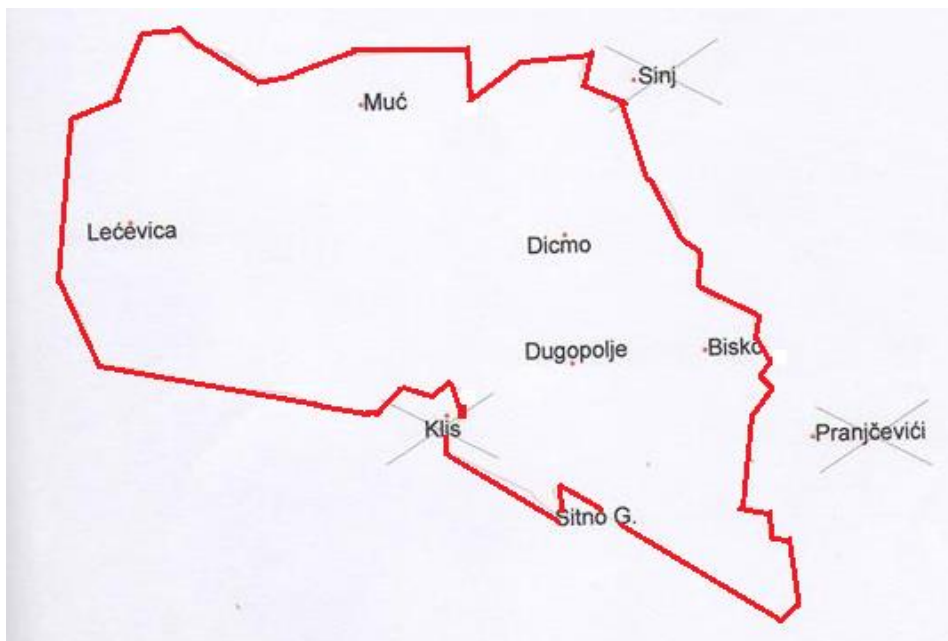 Sinj
Muć
Lećevica
Dicmo
Dugopolje
Bisko
Klis
Pranjčevići
Sitno G.